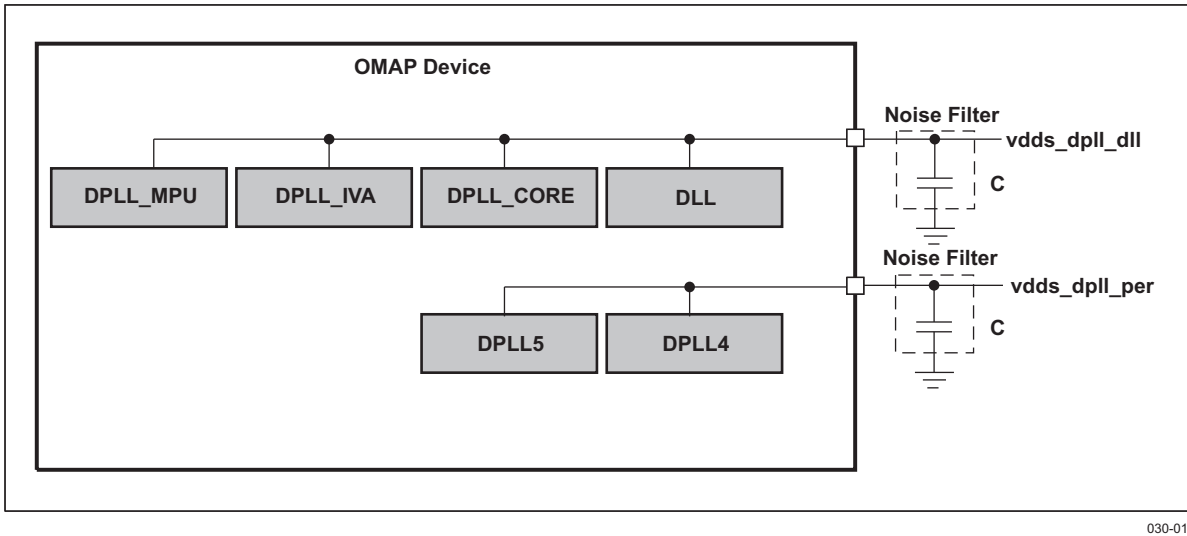 OMAP Device
Noise Filter
vdds_dpll_dll
DPLL_MPU
DPLL_IVA
DPLL_CORE
DLL
C
Noise Filter
vdds_dpll_per
DPLL5
DPLL4
C
030-01